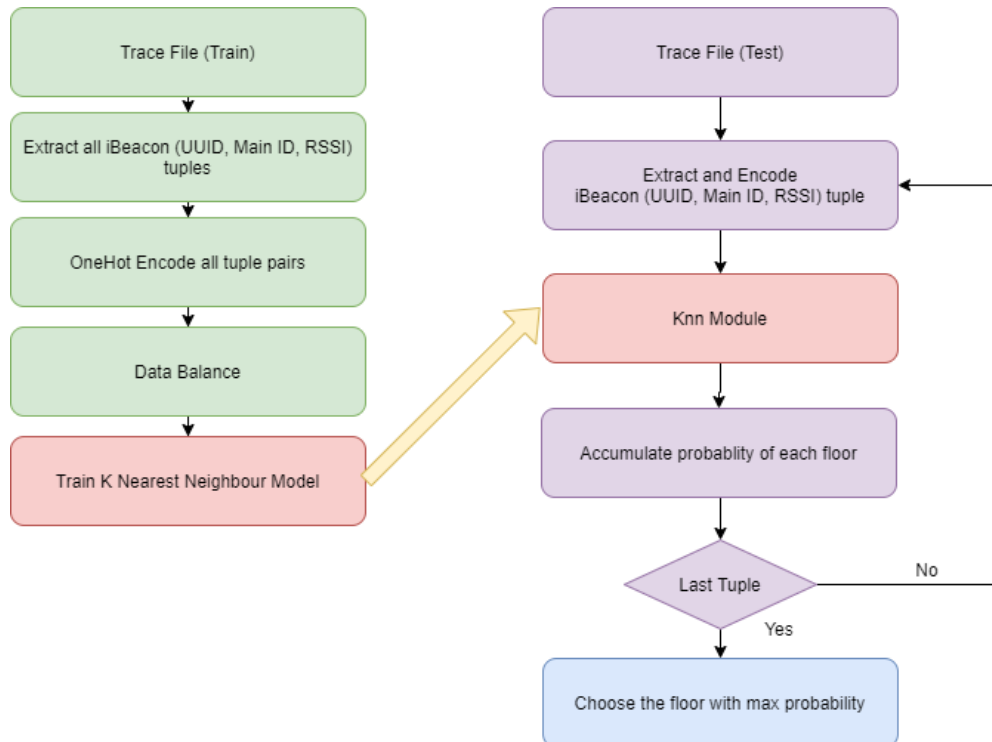 Trace File (Train)
Extract all iBeacon (UUID, Main ID, RSSI)
tuples
OneHot Encode all tuple pairs
Data Balance
Train K Nearest Neighbour Model
Trace File (Test)
Extract and Encode
iBeacon (UUID, Main ID, RSSI) tuple
Knn Module
Accumulate probablity of each floor
Last Tuple
No
Yes
Choose the floor with max probability